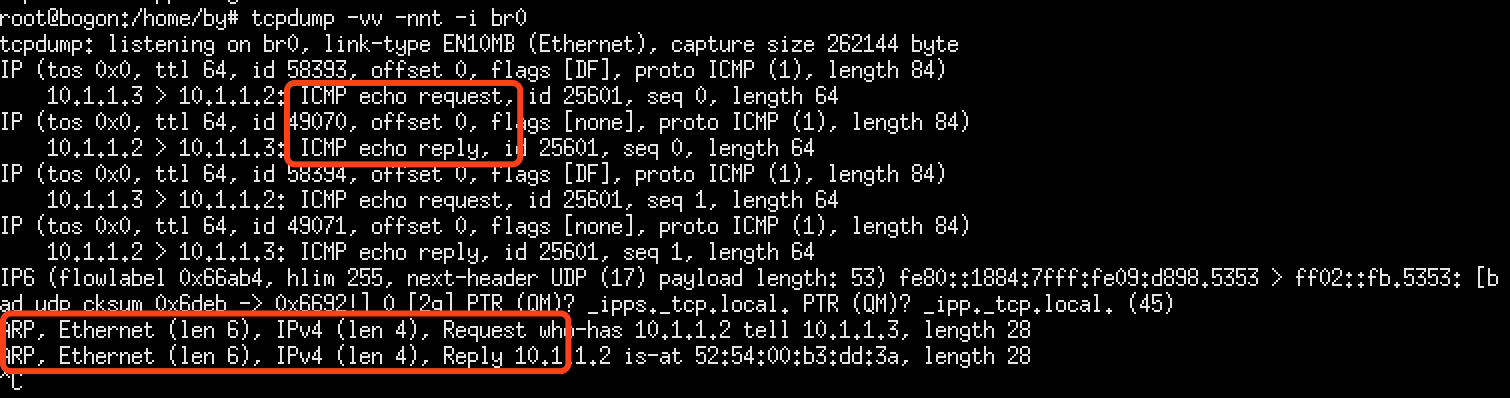 root@bogon:/home/by# tcpdump -vv -nnt -i br0
tcpdump: listening on br0, link-type EN10MB (Ethernet), capture size 262144 byte
IP (tos 0x0, ttl 64, id 58393, offset 0, flags [DF], proto ICMP (1), length 84)
    10.1.1.3 > 10.1.1.2: ICMP echo request, id 25601, seq 0, length 64
IP (tos 0x0, ttl 64, id 49070, offset 0, flags [none], proto ICMP (1), length 84)
    10.1.1.2 > 10.1.1.3: ICMP echo reply, id 25601, seq 0, length 64
IP (tos 0x0, ttl 64, id 58394, offset 0, flags [DF], proto ICMP (1), length 84)
    10.1.1.3 > 10.1.1.2: ICMP echo request, id 25601, seq 1, length 64
IP (tos 0x0, ttl 64, id 49071, offset 0, flags [none], proto ICMP (1), length 84)
    10.1.1.2 > 10.1.1.3: ICMP echo reply, id 25601, seq 1, length 64
IP6 (flowlabel 0x66ab4, hlim 255, next-header UDP (17) payload length: 53) fe80::1884:7fff:fe09:d898.5353 > ff02::fb.5353: [b
ad udp cksum 0x6deb -> 0x6692!] 0 [2q] PTR (QM)? _ipps._tcp.local. PTR (QM)? _ipp._tcp.local. (45)
ARP, Ethernet (len 6), IPv4 (len 4), Request who-has 10.1.1.2 tell 10.1.1.3, length 28
ARP, Ethernet (len 6), IPv4 (len 4), Reply 10.1.1.2 is-at 52:54:00:b3:dd:3a, length 28
^C